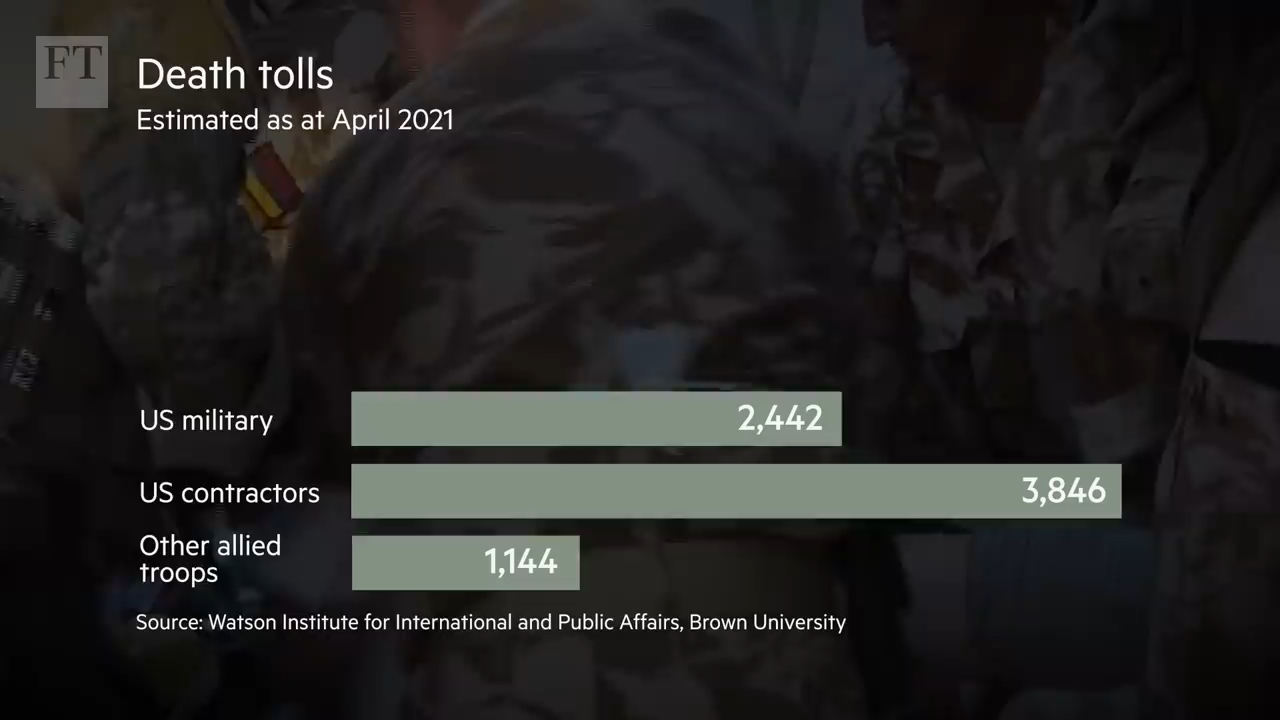 FT
Death tolls
Estimated as at April 2021
US military
2,442
US contractors
3,846
Other allied
troops
1,144
Source: Watson Institute for International and Public Affairs, Brown University